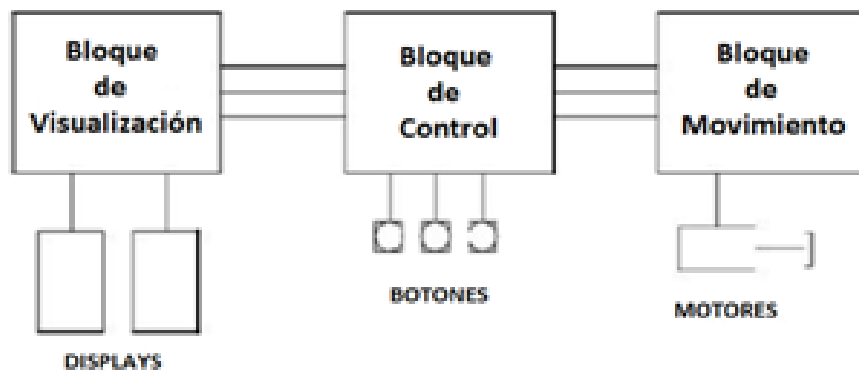 Bloque
de
Visualización
Bloque
de
Control
Bloque
de
Movimiento
DISPLAYS
BOTONES
MOTORES